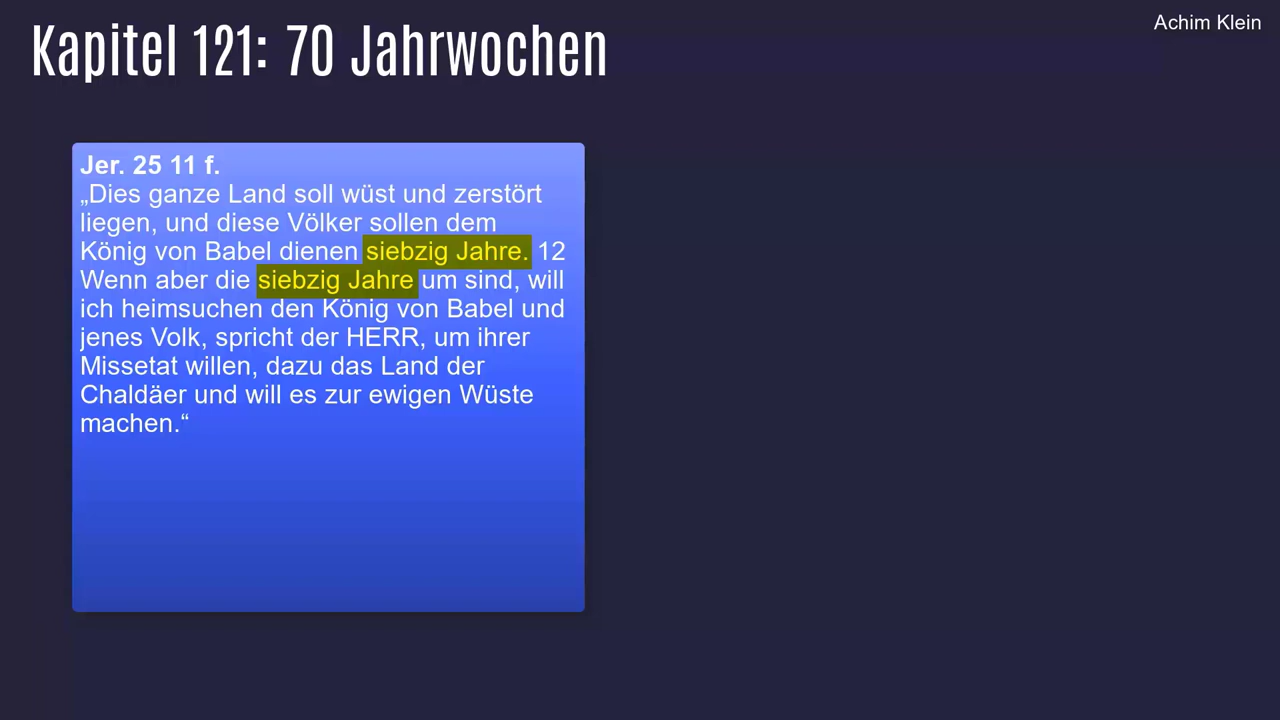 Kapitel 121: 70 Jahrwochen
Achim Klein
Jer. 25 11 f.
„Dies ganze Land soll wüst und zerstört
liegen, und diese Völker sollen dem
König von Babel dienen siebzig Jahre. 12
Wenn aber die siebzig Jahre um sind, will
ich heimsuchen den König von Babel und
jenes Volk, spricht der HERR, um ihrer
Missetat willen, dazu das Land der
Chaldäer und will es zur ewigen Wüste
machen.“